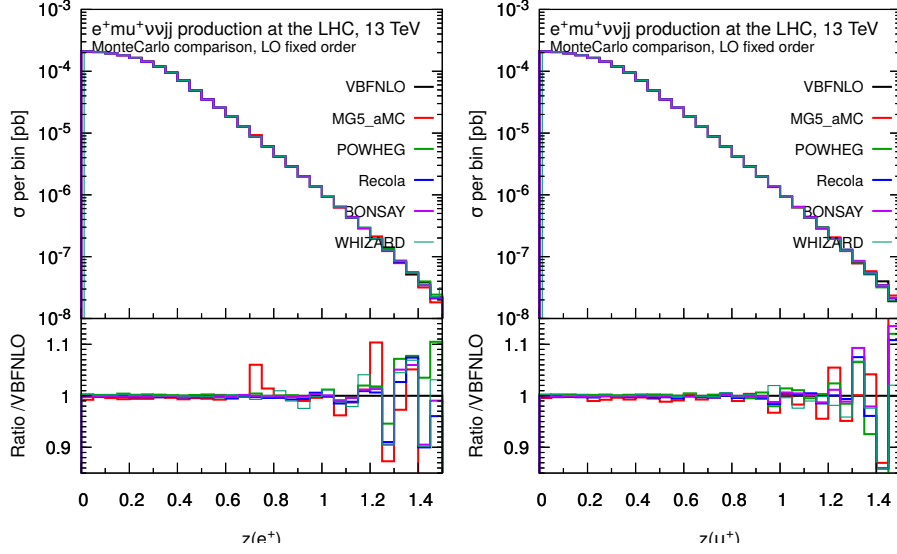 10⁻³
10⁻⁴
10⁻⁵
10⁻⁶
10⁻⁷
10⁻⁸
σ per bin [pb]
e⁺mu⁺ννjj production at the LHC, 13 TeV
MonteCarlo comparison, LO fixed order
VBFNLO
MG5_aMC
POWHEG
Recola
BONSAY
WHIZARD
1.1
1
0.9
Ratio /VBFNLO
0 0.2 0.4 0.6 0.8 1 1.2 1.4
z(e⁺)
10⁻³
10⁻⁴
10⁻⁵
10⁻⁶
10⁻⁷
10⁻⁸
σ per bin [pb]
e⁺mu⁺ννjj production at the LHC, 13 TeV
MonteCarlo comparison, LO fixed order
VBFNLO
MG5_aMC
POWHEG
Recola
BONSAY
WHIZARD
1.1
1
0.9
Ratio /VBFNLO
0 0.2 0.4 0.6 0.8 1 1.2 1.4
z(μ⁺)